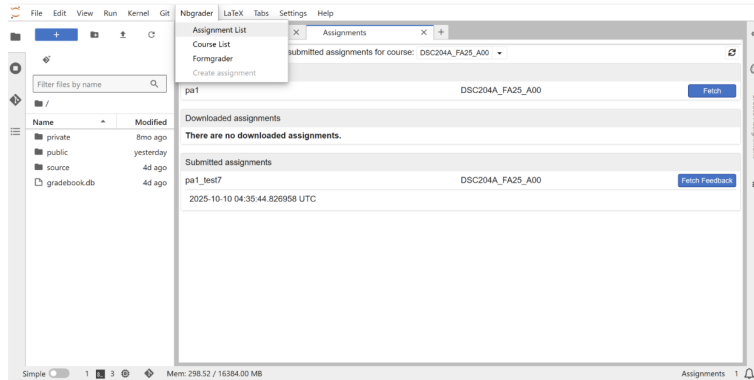 File Edit View Run Kernel Git Nbgrader LaTeX Tabs Settings Help
Assignment List
Course List
Formgrader
Create assignment
Assignments
submitted assignments for course: DSC204A_FA25_A00
Filter files by name
/
Name Modified
private 8mo ago
public yesterday
source 4d ago
gradebook.db 4d ago
pa1 DSC204A_FA25_A00 Fetch
Downloaded assignments
There are no downloaded assignments.
Submitted assignments
pa1_test7 DSC204A_FA25_A00 Fetch Feedback
2025-10-10 04:35:44.826958 UTC
Simple 1 3 Mem: 298.52 / 16384.00 MB Assignments 1